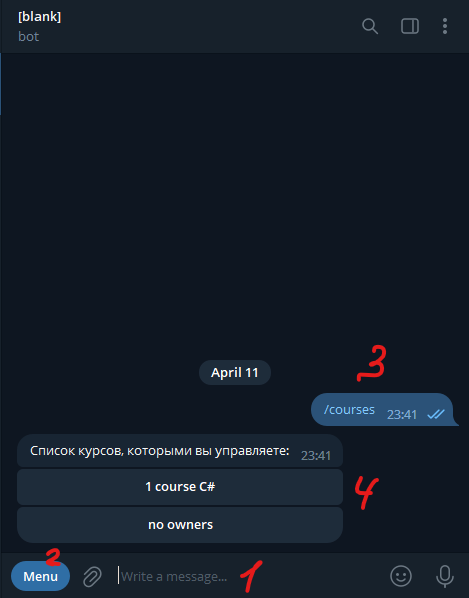 [blank]
bot
April 11
3
/courses 23:41
Список курсов, которыми вы управляете: 23:41
1 course C#
4
no owners
2
Menu
Write a message...
1